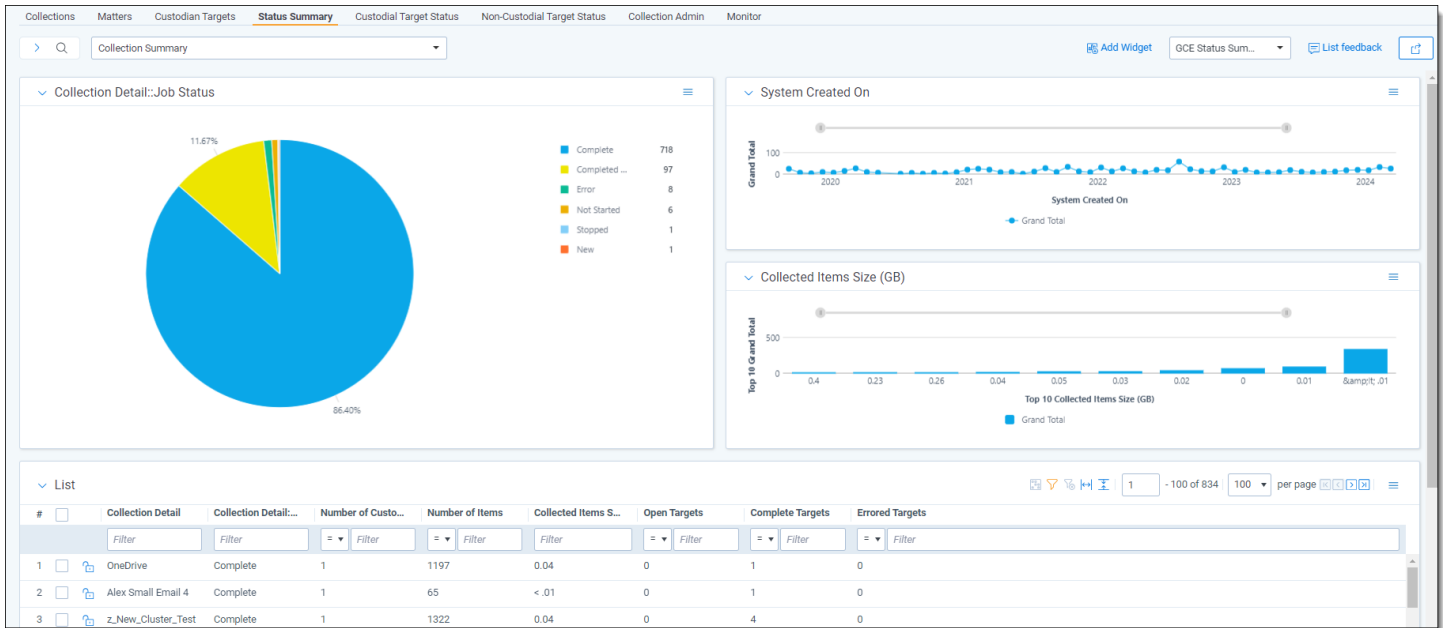 Collections Matters Custodian Targets Status Summary Custodial Target Status Non-Custodial Target Status Collection Admin Monitor
Collection Summary Add Widget GCE Status Sum... List feedback
Collection Detail::Job Status
11.67%
86.40%
Complete 718
Completed ... 97
Error 8
Not Started 6
Stopped 1
New 1
System Created On
Grand Total
100
0
2020 2021 2022 2023 2024
System Created On
Grand Total
Collected Items Size (GB)
Top 10 Grand Total
500
0
0.4 0.23 0.26 0.04 0.05 0.03 0.02 0 0.01 &amp;lt; .01
Top 10 Collected Items Size (GB)
Grand Total
List 1 - 100 of 834 100 per page
# Collection Detail Collection Detail:... Number of Custo... Number of Items Collected Items S... Open Targets Complete Targets Errored Targets
Filter Filter = Filter = Filter Filter = Filter = Filter = Filter
1 OneDrive Complete 1 1197 0.04 0 1 0
2 Alex Small Email 4 Complete 1 65 < .01 0 1 0
3 z_New_Cluster_Test Complete 1 1322 0.04 0 4 0